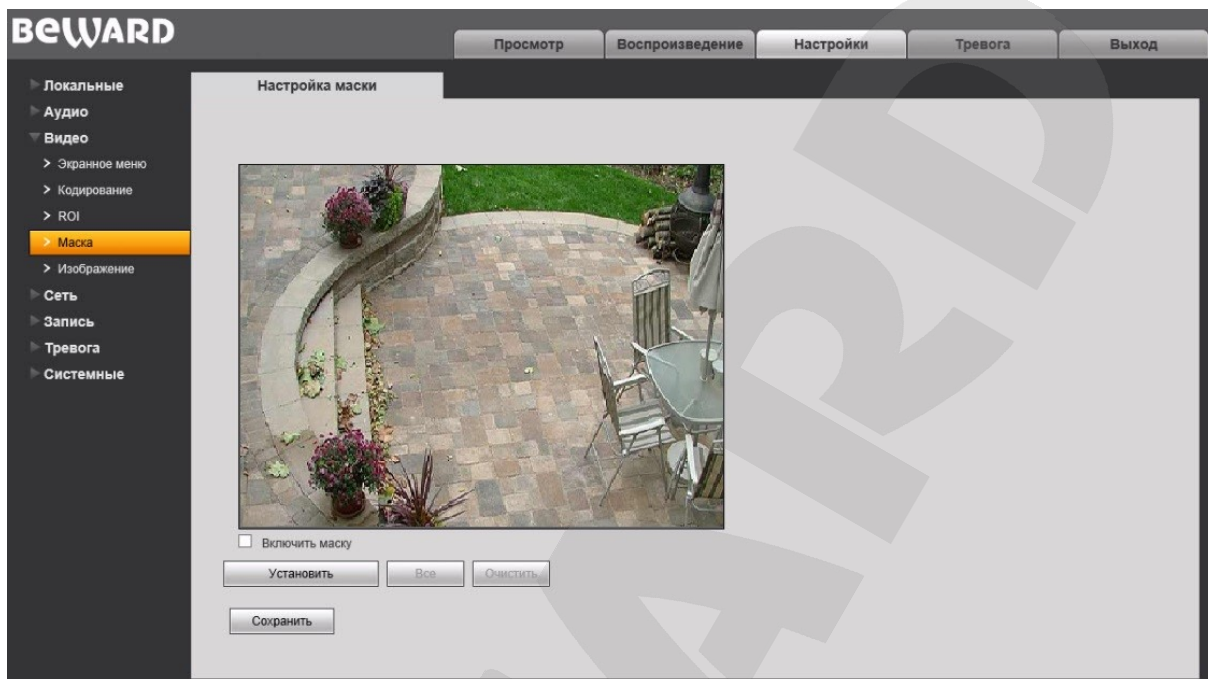 BEWARD
Просмотр
Воспроизведение
Настройки
Тревога
Выход
Локальные
Аудио
Видео
> Экранное меню
> Кодирование
> ROI
> Маска
> Изображение
Сеть
Запись
Тревога
Системные
Настройка маски
Включить маску
Установить
Все
Очистить
Сохранить
ARD